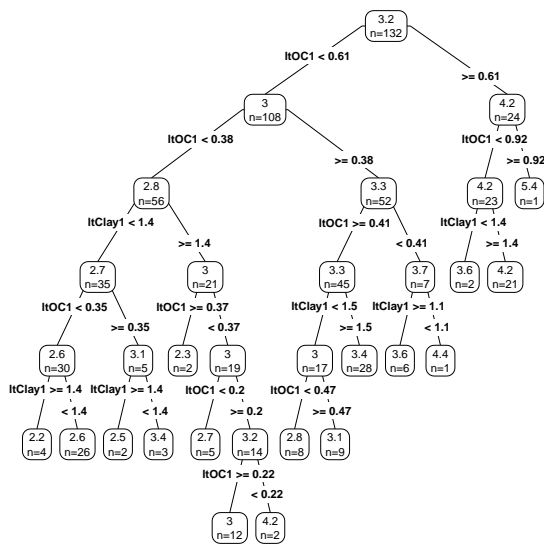 3.2
n=132
ltOC1 < 0.61
>= 0.61
3
n=108
4.2
n=24
ltOC1 < 0.38
>= 0.38
ltOC1 < 0.92
>= 0.92
2.8
n=56
3.3
n=52
4.2
n=23
5.4
n=1
ltClay1 < 1.4
>= 1.4
ltOC1 >= 0.41
< 0.41
ltClay1 < 1.4
>= 1.4
2.7
n=35
3
n=21
3.3
n=45
3.7
n=7
3.6
n=2
4.2
n=21
ltOC1 < 0.35
>= 0.35
ltOC1 >= 0.37
< 0.37
ltClay1 < 1.5
>= 1.5
ltClay1 >= 1.1
< 1.1
2.6
n=30
3.1
n=5
2.3
n=2
3
n=19
3
n=17
3.4
n=28
3.6
n=6
4.4
n=1
ltClay1 >= 1.4
< 1.4
ltClay1 >= 1.4
< 1.4
ltOC1 < 0.2
>= 0.2
ltOC1 < 0.47
>= 0.47
2.2
n=4
2.6
n=26
2.5
n=2
3.4
n=3
2.7
n=5
3.2
n=14
2.8
n=8
3.1
n=9
ltOC1 >= 0.22
< 0.22
3
n=12
4.2
n=2